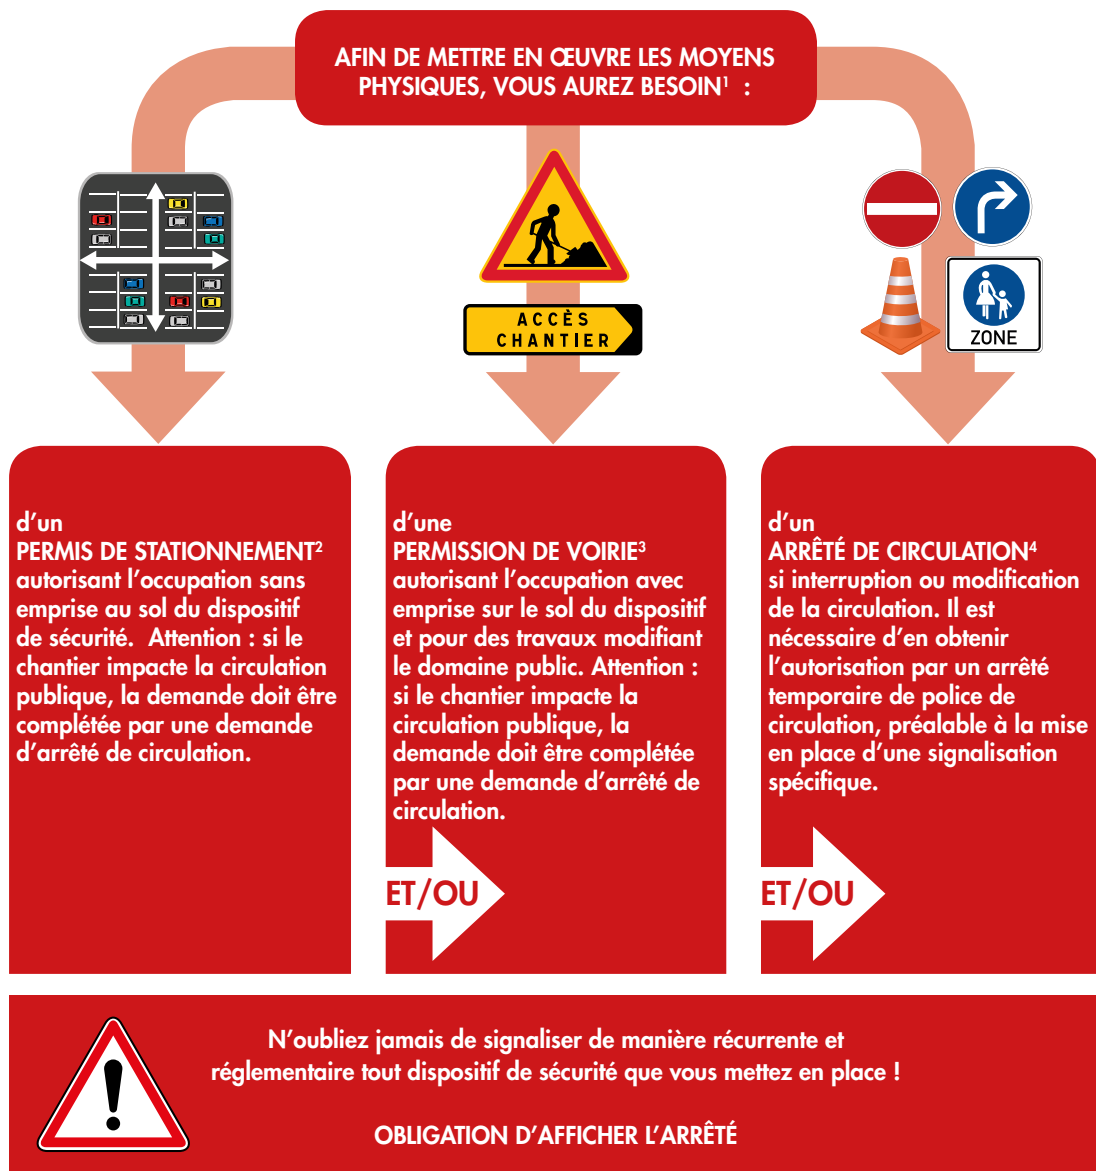 AFIN DE METTRE EN ŒUVRE LES MOYENS
PHYSIQUES, VOUS AUREZ BESOIN¹ :
ACCÈS
CHANTIER
ZONE
d’un
PERMIS DE STATIONNEMENT²
autorisant l’occupation sans
emprise au sol du dispositif
de sécurité. Attention : si le
chantier impacte la circulation
publique, la demande doit être
complétée par une demande
d’arrêté de circulation.
d’une
PERMISSION DE VOIRIE³
autorisant l’occupation avec
emprise sur le sol du dispositif
et pour des travaux modifiant
le domaine public. Attention :
si le chantier impacte la
circulation publique, la
demande doit être complétée
par une demande d’arrêté de
circulation.
ET/OU
d’un
ARRÊTÉ DE CIRCULATION⁴
si interruption ou modification
de la circulation. Il est
nécessaire d’en obtenir
l’autorisation par un arrêté
temporaire de police de
circulation, préalable à la mise
en place d’une signalisation
spécifique.
ET/OU
N’oubliez jamais de signaliser de manière récurrente et
réglementaire tout dispositif de sécurité que vous mettez en place !
OBLIGATION D’AFFICHER L’ARRÊTÉ